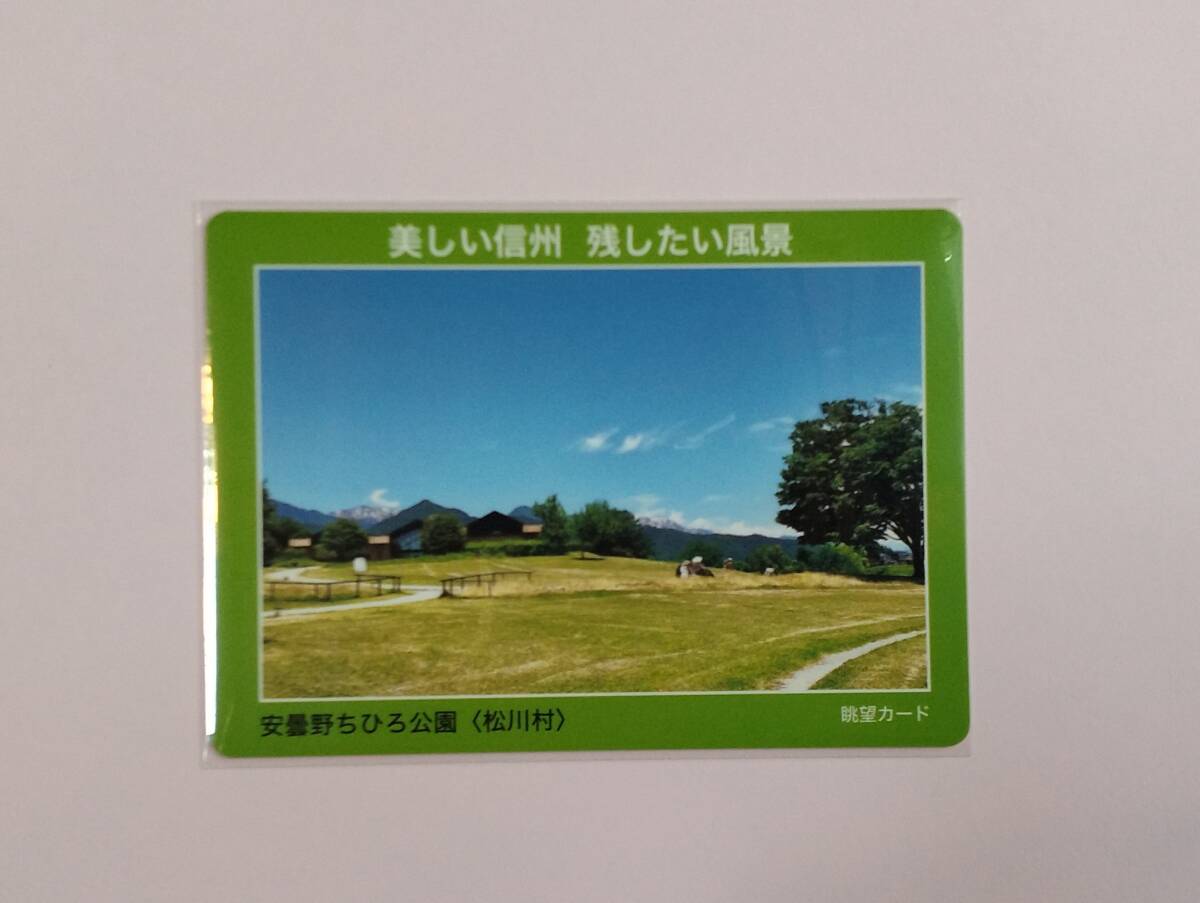 美しい信州 残したい風景
安曇野ちひろ公園〈松川村〉
眺望カード